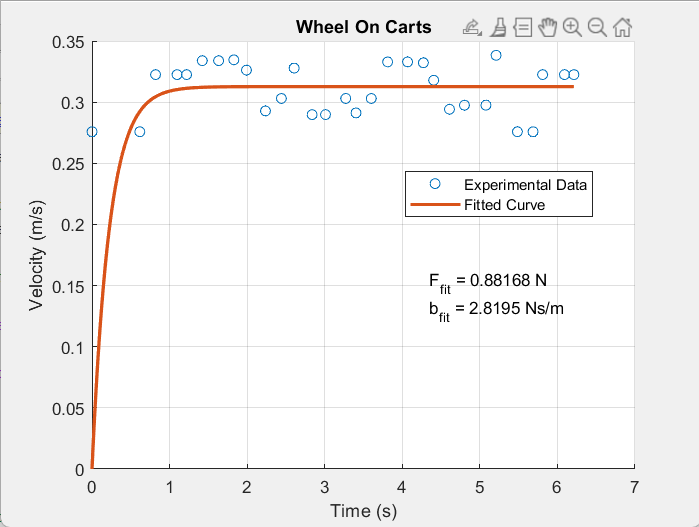 Wheel On Carts
0.35
0.3
0.25
0.2
0.15
0.1
0.05
0
Velocity (m/s)
Experimental Data
Fitted Curve
F_fit = 0.88168 N
b_fit = 2.8195 Ns/m
0 1 2 3 4 5 6 7
Time (s)